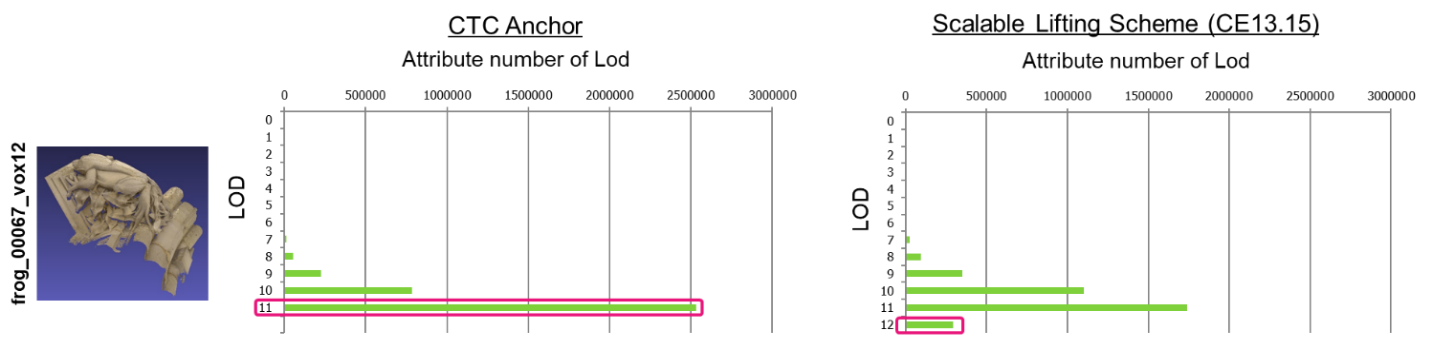 CTC Anchor
Attribute number of Lod
0 500000 1000000 1500000 2000000 2500000 3000000
LOD
0
1
2
3
4
5
6
7
8
9
10
11
frog_00067_vox12
Scalable Lifting Scheme (CE13.15)
Attribute number of Lod
0 500000 1000000 1500000 2000000 2500000 3000000
LOD
0
1
2
3
4
5
6
7
8
9
10
11
12